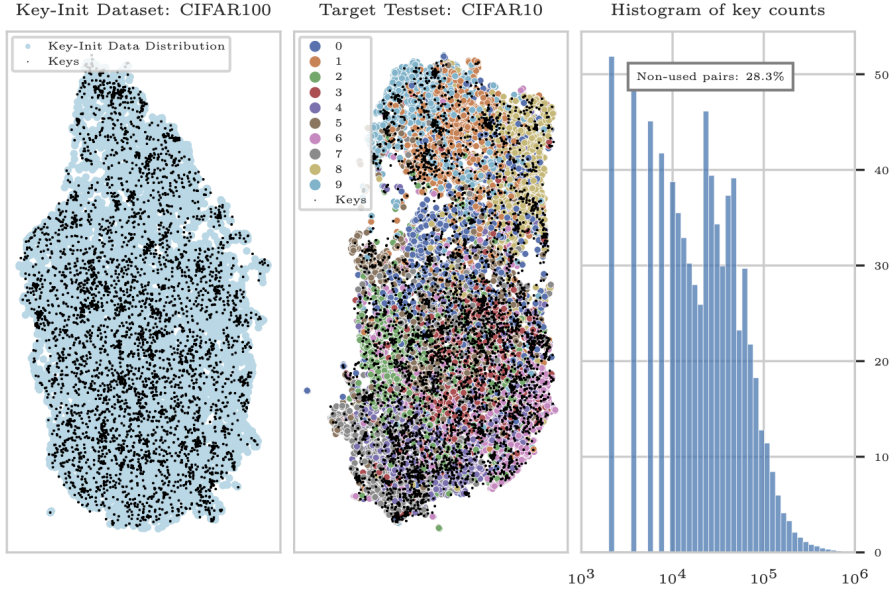 Key-Init Dataset: CIFAR100
Key-Init Data Distribution
Keys
Target Testset: CIFAR10
0
1
2
3
4
5
6
7
8
9
Keys
Histogram of key counts
Non-used pairs: 28.3%
50
40
30
20
10
0
10³ 10⁴ 10⁵ 10⁶